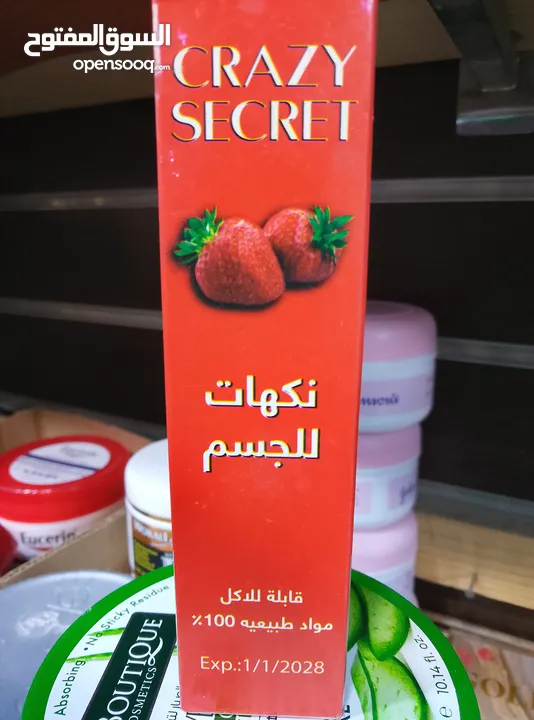 السوق المفتوح
opensooq.com
CRAZY
SECRET
نكهات
للجسم
قابلة للاكل
مواد طبيعيه 100٪
Exp.:1/1/2028
Eucerin
Absorbing • No Sticky Residue
BOUTIQUE
COSMETICS
10.14 fl. oz.